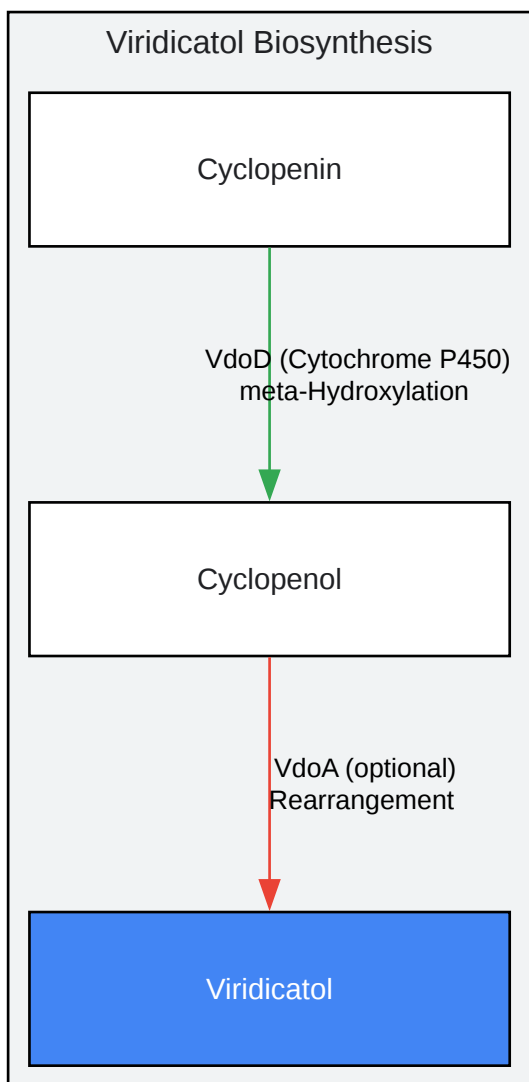 Viridicatol Biosynthesis
Cyclopenin
VdoD (Cytochrome P450)
meta-Hydroxylation
Cyclopenol
VdoA (optional)
Rearrangement
Viridicatol